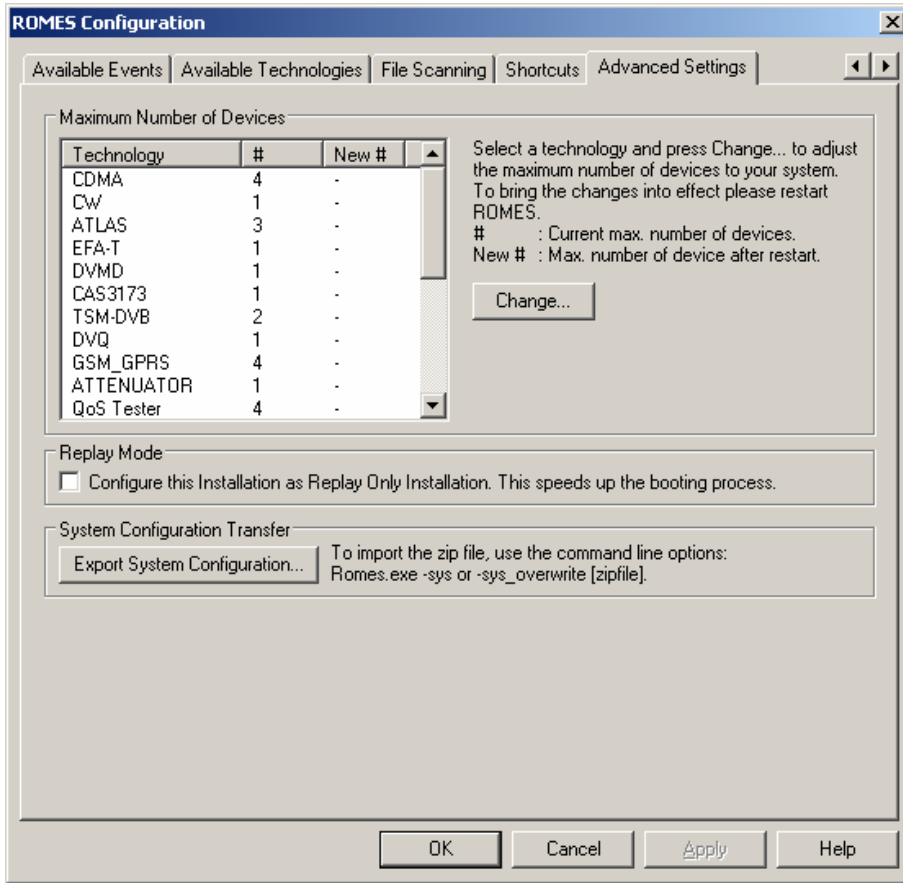 ROMES Configuration
Available Events Available Technologies File Scanning Shortcuts Advanced Settings
Maximum Number of Devices
Technology # New #
CDMA 4 -
CW 1 -
ATLAS 3 -
EFA-T 1 -
DVMD 1 -
CAS3173 1 -
TSM-DVB 2 -
DVQ 1 -
GSM_GPRS 4 -
ATTENUATOR 1 -
QoS Tester 4 -
Select a technology and press Change... to adjust
the maximum number of devices to your system.
To bring the changes into effect please restart
ROMES.
# : Current max. number of devices.
New # : Max. number of device after restart.
Change...
Replay Mode
Configure this Installation as Replay Only Installation. This speeds up the booting process.
System Configuration Transfer
Export System Configuration...
To import the zip file, use the command line options:
Romes.exe -sys or -sys_overwrite [zipfile].
OK Cancel Apply Help